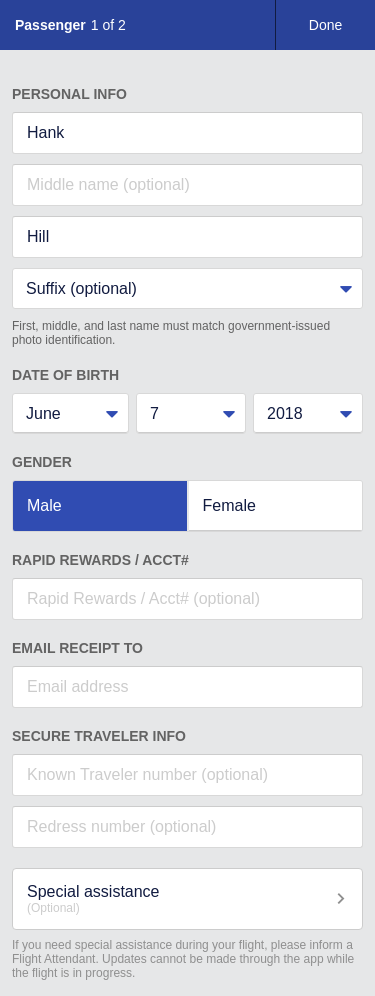 Passenger 1 of 2
Done
PERSONAL INFO
Hank
Middle name (optional)
Hill
Suffix (optional)
First, middle, and last name must match government-issued
photo identification.
DATE OF BIRTH
June 7 2018
GENDER
Male Female
RAPID REWARDS / ACCT#
Rapid Rewards / Acct# (optional)
EMAIL RECEIPT TO
Email address
SECURE TRAVELER INFO
Known Traveler number (optional)
Redress number (optional)
Special assistance
(Optional)
If you need special assistance during your flight, please inform a
Flight Attendant. Updates cannot be made through the app while
the flight is in progress.